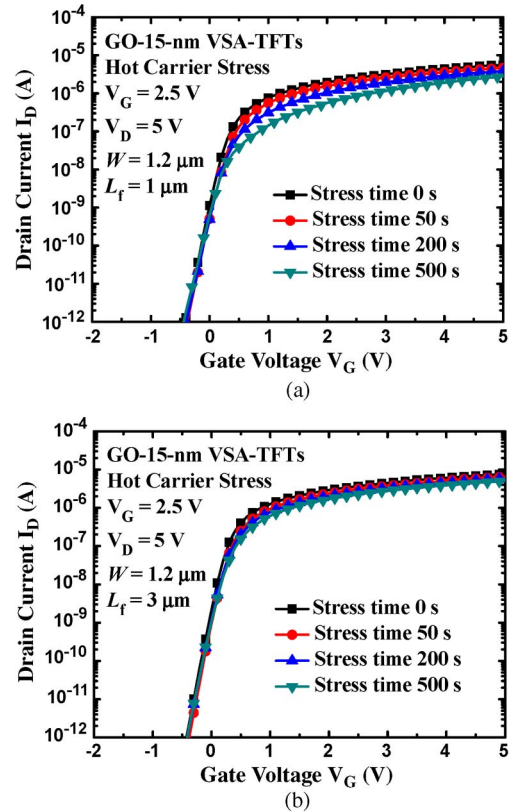 GO-15-nm VSA-TFTs
Hot Carrier Stress
V_G = 2.5 V
V_D = 5 V
W = 1.2 μm
L_f = 1 μm
Stress time 0 s
Stress time 50 s
Stress time 200 s
Stress time 500 s
Drain Current I_D (A)
10^-4
10^-5
10^-6
10^-7
10^-8
10^-9
10^-10
10^-11
10^-12
-2 -1 0 1 2 3 4 5
Gate Voltage V_G (V)
(a)
GO-15-nm VSA-TFTs
Hot Carrier Stress
V_G = 2.5 V
V_D = 5 V
W = 1.2 μm
L_f = 3 μm
Stress time 0 s
Stress time 50 s
Stress time 200 s
Stress time 500 s
Drain Current I_D (A)
10^-4
10^-5
10^-6
10^-7
10^-8
10^-9
10^-10
10^-11
10^-12
-2 -1 0 1 2 3 4 5
Gate Voltage V_G (V)
(b)